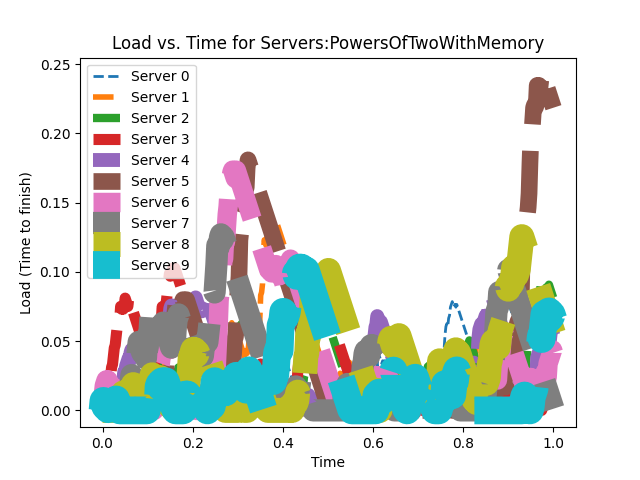 Load vs. Time for Servers:PowersOfTwoWithMemory
Load (Time to finish)
0.25
0.20
0.15
0.10
0.05
0.00
Server 0
Server 1
Server 2
Server 3
Server 4
Server 5
Server 6
Server 7
Server 8
Server 9
0.0 0.2 0.4 0.6 0.8 1.0
Time